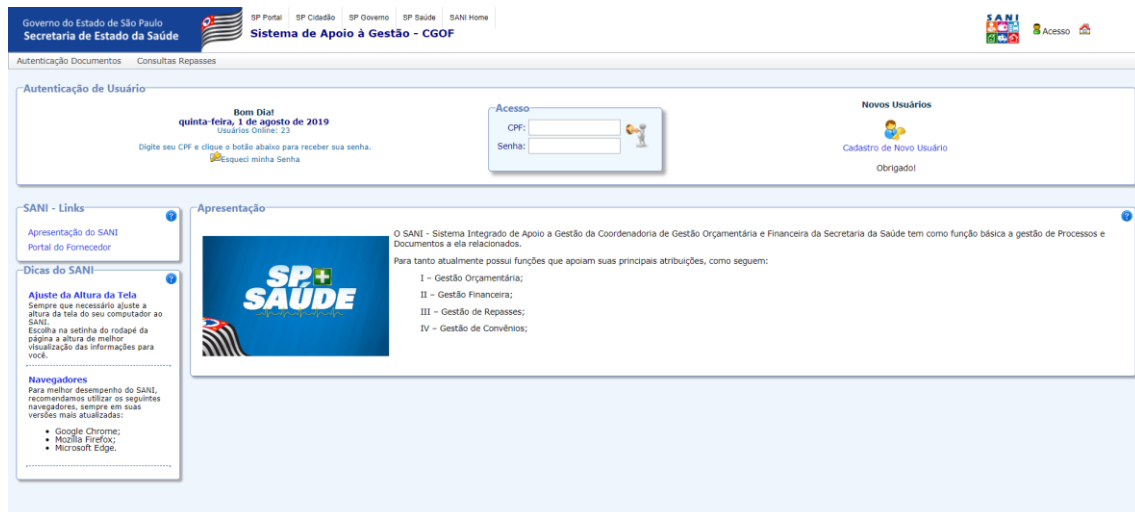 Governo do Estado de São Paulo
Secretaria de Estado da Saúde
SP Portal SP Cidadão SP Governo SP Saúde SANI Home
Sistema de Apoio à Gestão - CGOF
SANI
Acesso
Autenticação Documentos Consultas Repasses
Autenticação de Usuário
Bom Dia!
quinta-feira, 1 de agosto de 2019
Usuários Online: 23
Digite seu CPF e clique o botão abaixo para receber sua senha.
Esqueci minha Senha
Acesso
CPF:
Senha:
Novos Usuários
Cadastro de Novo Usuário
Obrigado!
SANI - Links
Apresentação do SANI
Portal do Fornecedor
Dicas do SANI
Ajuste da Altura da Tela
Sempre que necessário ajuste a
altura da tela do seu computador ao
SANI.
Escolha na setinha do rodapé da
página a altura de melhor
visualização das informações para
você.
Navegadores
Para melhor desempenho do SANI,
recomendamos utilizar os seguintes
navegadores, sempre em suas
versões mais atualizadas:
• Google Chrome;
• Mozilla Firefox;
• Microsoft Edge.
Apresentação
SP+
SAÚDE
O SANI - Sistema Integrado de Apoio a Gestão da Coordenadoria de Gestão Orçamentária e Financeira da Secretaria da Saúde tem como função básica a gestão de Processos e
Documentos a ela relacionados.
Para tanto atualmente possui funções que apoiam suas principais atribuições, como seguem:
I – Gestão Orçamentária;
II – Gestão Financeira;
III – Gestão de Repasses;
IV – Gestão de Convênios;